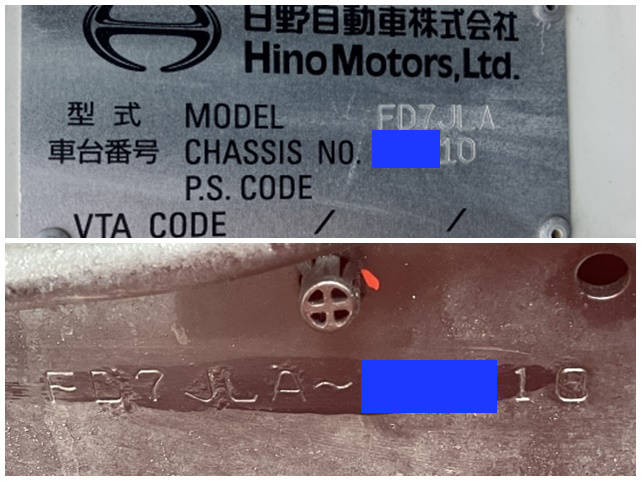 日野自動車株式会社
Hino Motors, Ltd.
型式 MODEL FD7JLA
車台番号 CHASSIS NO. 10
P.S. CODE
VTA CODE / /
FD7JLA~ 10